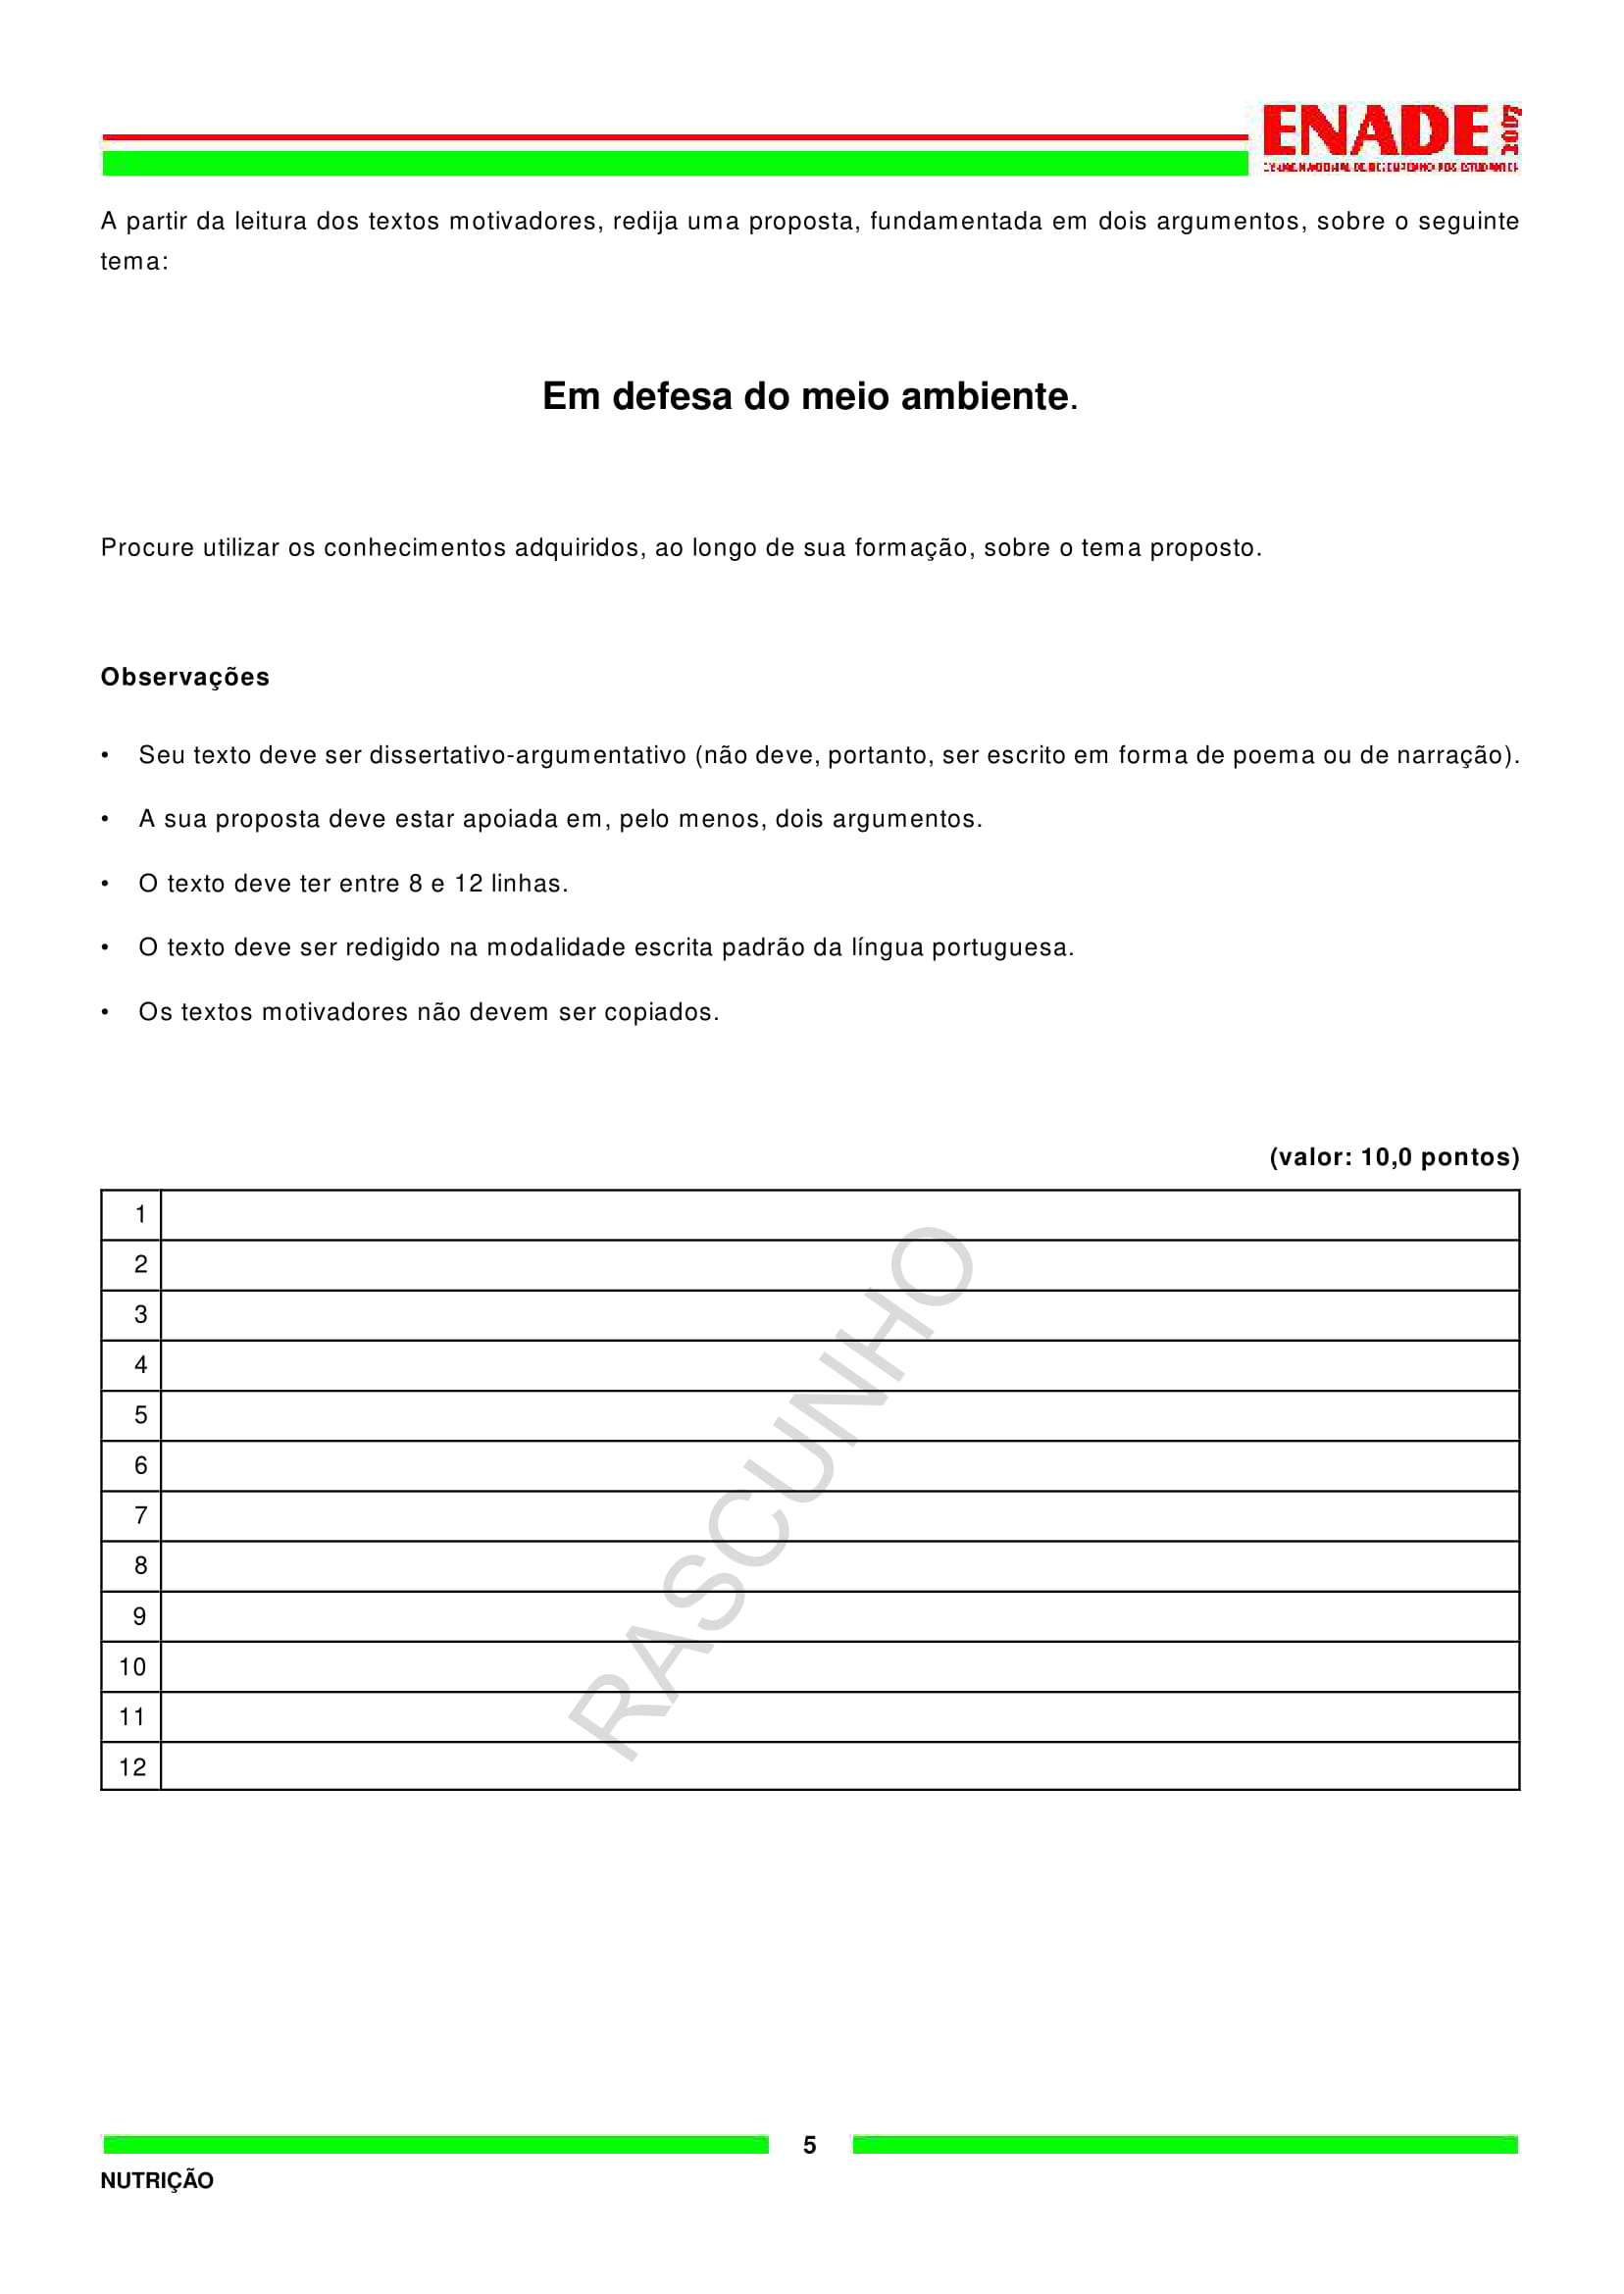 ENADE
2007
EXAME NACIONAL DE DESEMPENHO DOS ESTUDANTES
A partir da leitura dos textos motivadores, redija uma proposta, fundamentada em dois argumentos, sobre o seguinte
tema:
Em defesa do meio ambiente.
Procure utilizar os conhecimentos adquiridos, ao longo de sua formação, sobre o tema proposto.
Observações
• Seu texto deve ser dissertativo-argumentativo (não deve, portanto, ser escrito em forma de poema ou de narração).
• A sua proposta deve estar apoiada em, pelo menos, dois argumentos.
• O texto deve ter entre 8 e 12 linhas.
• O texto deve ser redigido na modalidade escrita padrão da língua portuguesa.
• Os textos motivadores não devem ser copiados.
(valor: 10,0 pontos)
1
2
3
4
5
6
7
8
9
10
11
12
RASCUNHO
5
NUTRIÇÃO